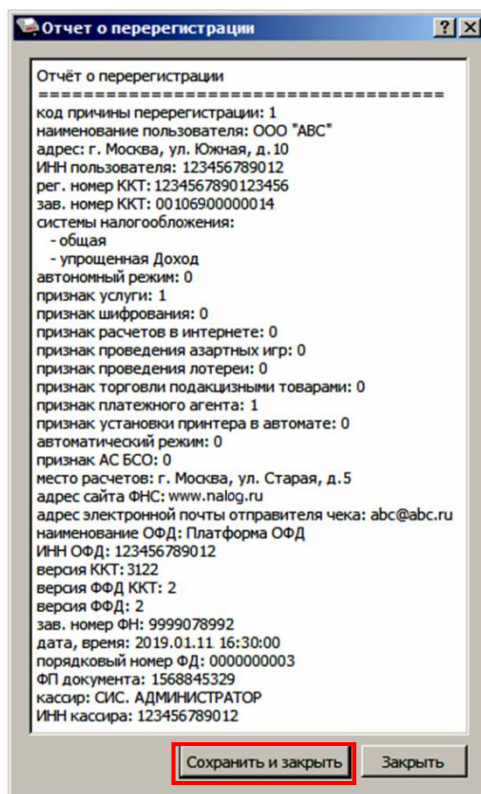 Отчет о перерегистрации
Отчёт о перерегистрации
=====================================
код причины перерегистрации: 1
наименование пользователя: ООО "АВС"
адрес: г. Москва, ул. Южная, д.10
ИНН пользователя: 123456789012
рег. номер ККТ: 1234567890123456
зав. номер ККТ: 00106900000014
системы налогообложения:
- общая
- упрощенная Доход
автономный режим: 0
признак услуги: 1
признак шифрования: 0
признак расчетов в интернете: 0
признак проведения азартных игр: 0
признак проведения лотереи: 0
признак торговли подакцизными товарами: 0
признак платежного агента: 1
признак установки принтера в автомате: 0
автоматический режим: 0
признак АС БСО: 0
место расчетов: г. Москва, ул. Старая, д.5
адрес сайта ФНС: www.nalog.ru
адрес электронной почты отправителя чека: abc@abc.ru
наименование ОФД: Платформа ОФД
ИНН ОФД: 123456789012
версия ККТ: 3122
версия ФФД ККТ: 2
версия ФФД: 2
зав. номер ФН: 9999078992
дата, время: 2019.01.11 16:30:00
порядковый номер ФД: 0000000003
ФП документа: 1568845329
кассир: СИС. АДМИНИСТРАТОР
ИНН кассира: 123456789012
Сохранить и закрыть Закрыть